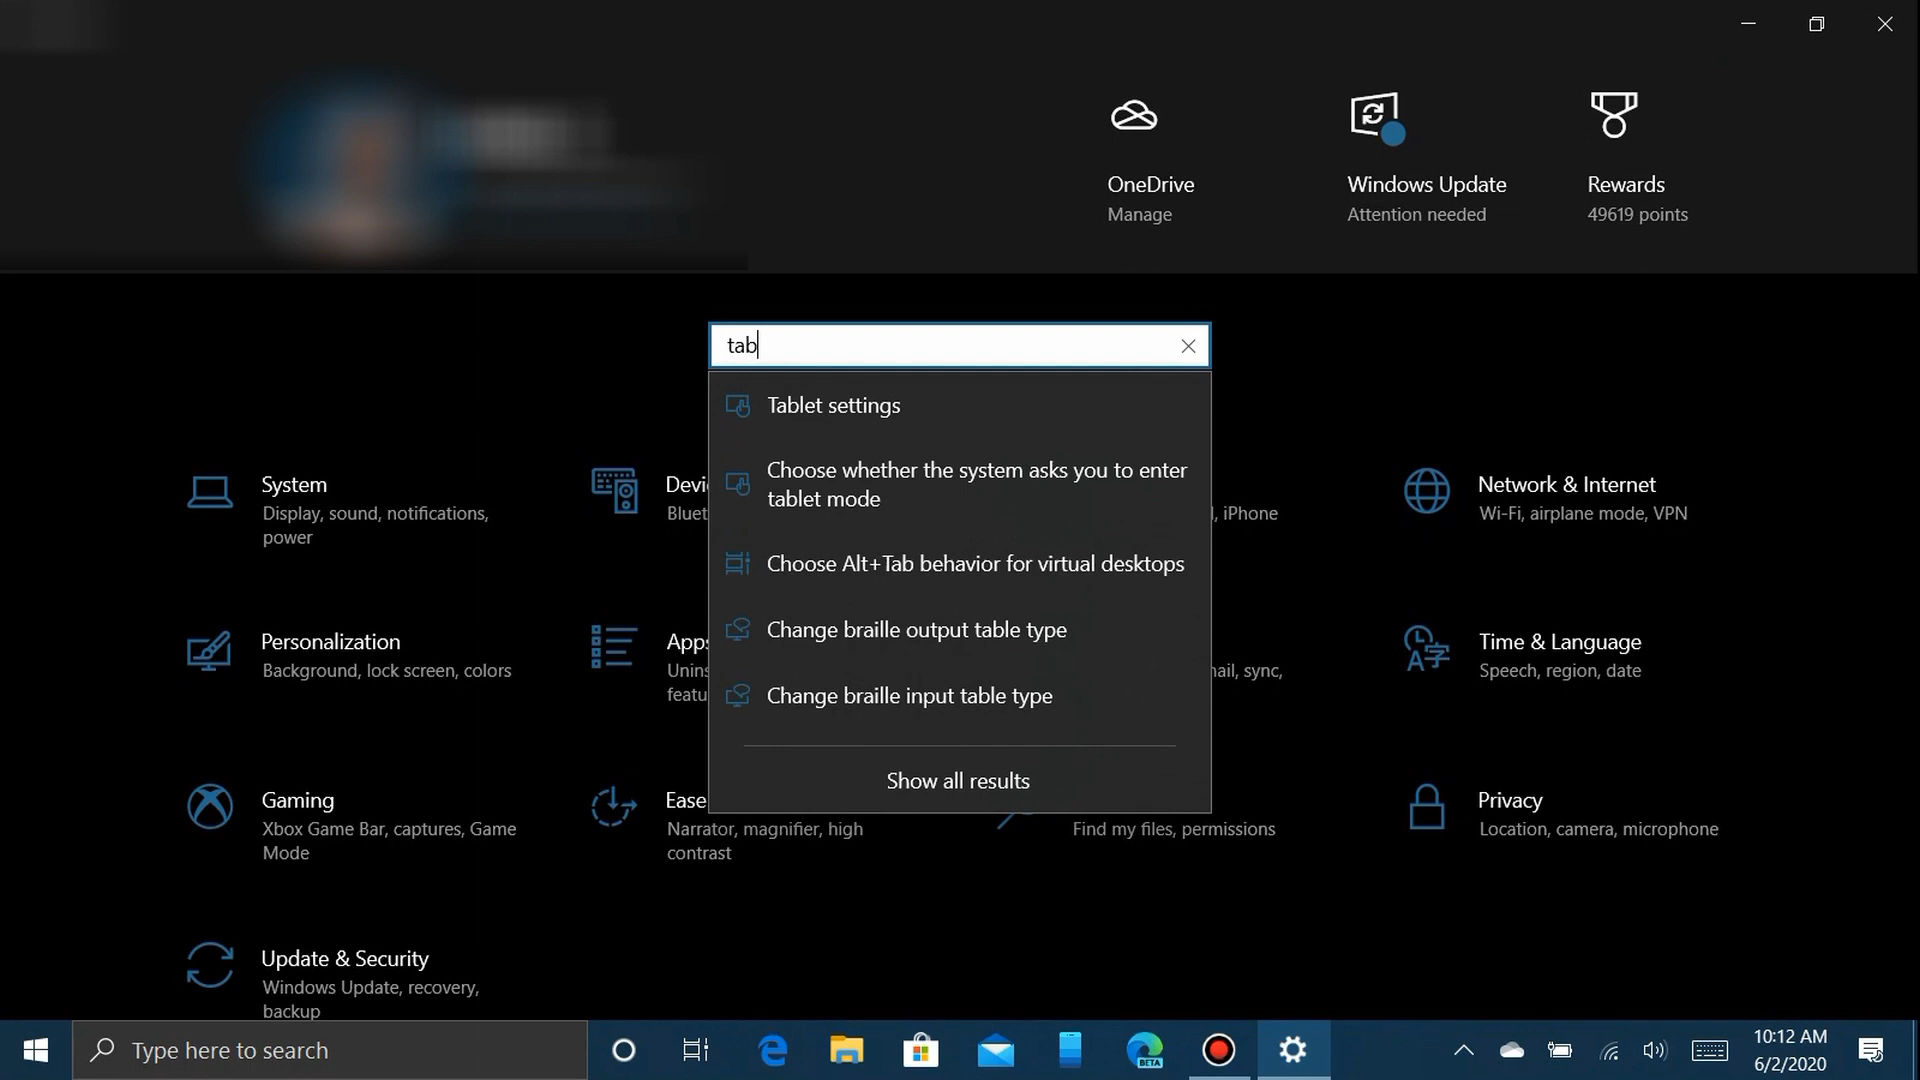 OneDrive
Manage
Windows Update
Attention needed
Rewards
49619 points
tab
Tablet settings
Choose whether the system asks you to enter
tablet mode
Choose Alt+Tab behavior for virtual desktops
Change braille output table type
Change braille input table type
Show all results
System
Display, sound, notifications,
power
, iPhone
Network & Internet
Wi-Fi, airplane mode, VPN
Personalization
Background, lock screen, colors
Apps
sync,
Time & Language
Speech, region, date
Gaming
Xbox Game Bar, captures, Game
Mode
Ease
Narrator, magnifier, high
contrast
Find my files, permissions
Privacy
Location, camera, microphone
Update & Security
Windows Update, recovery,
backup
Type here to search
BETA
10:12 AM
6/2/2020